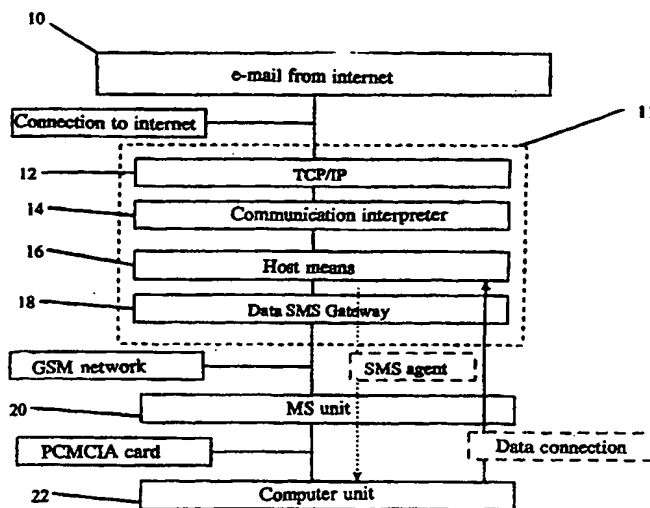 10
e-mail from internet
Connection to internet
11
12
TCP/IP
14
Communication interpreter
16
Host means
18
Data SMS Gateway
GSM network
SMS agent
20
MS unit
PCMCIA card
Data connection
22
Computer unit